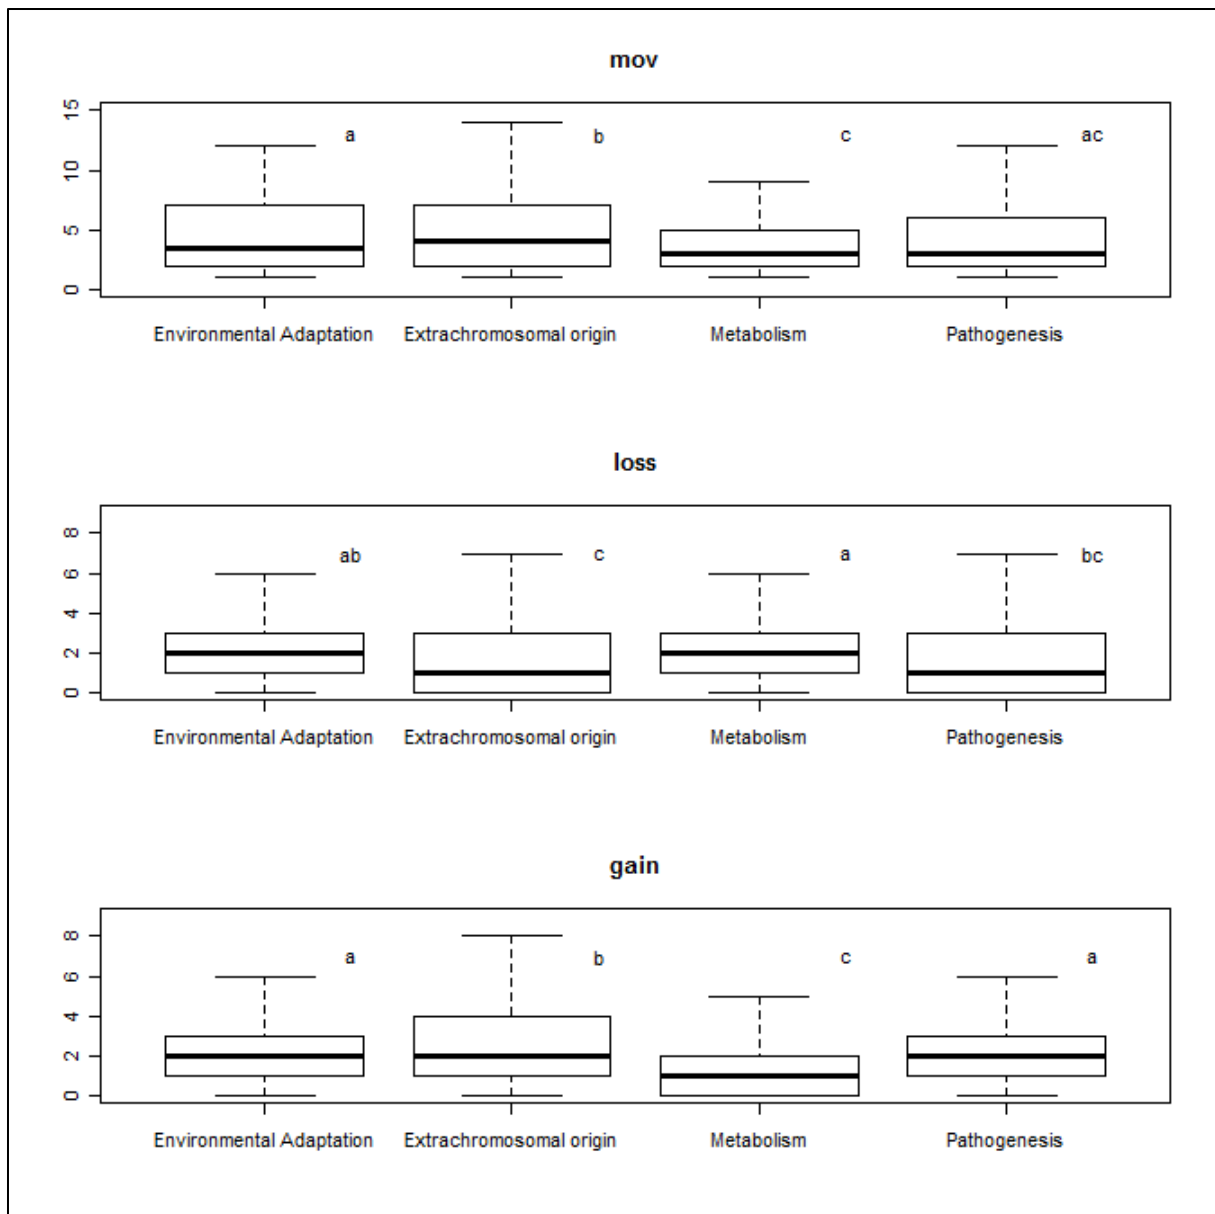 mov
15
a b c ac
10
5
0
Environmental Adaptation Extrachromosomal origin Metabolism Pathogenesis
loss
8
ab c a bc
6
4
2
0
Environmental Adaptation Extrachromosomal origin Metabolism Pathogenesis
gain
8
a b c a
6
4
2
0
Environmental Adaptation Extrachromosomal origin Metabolism Pathogenesis